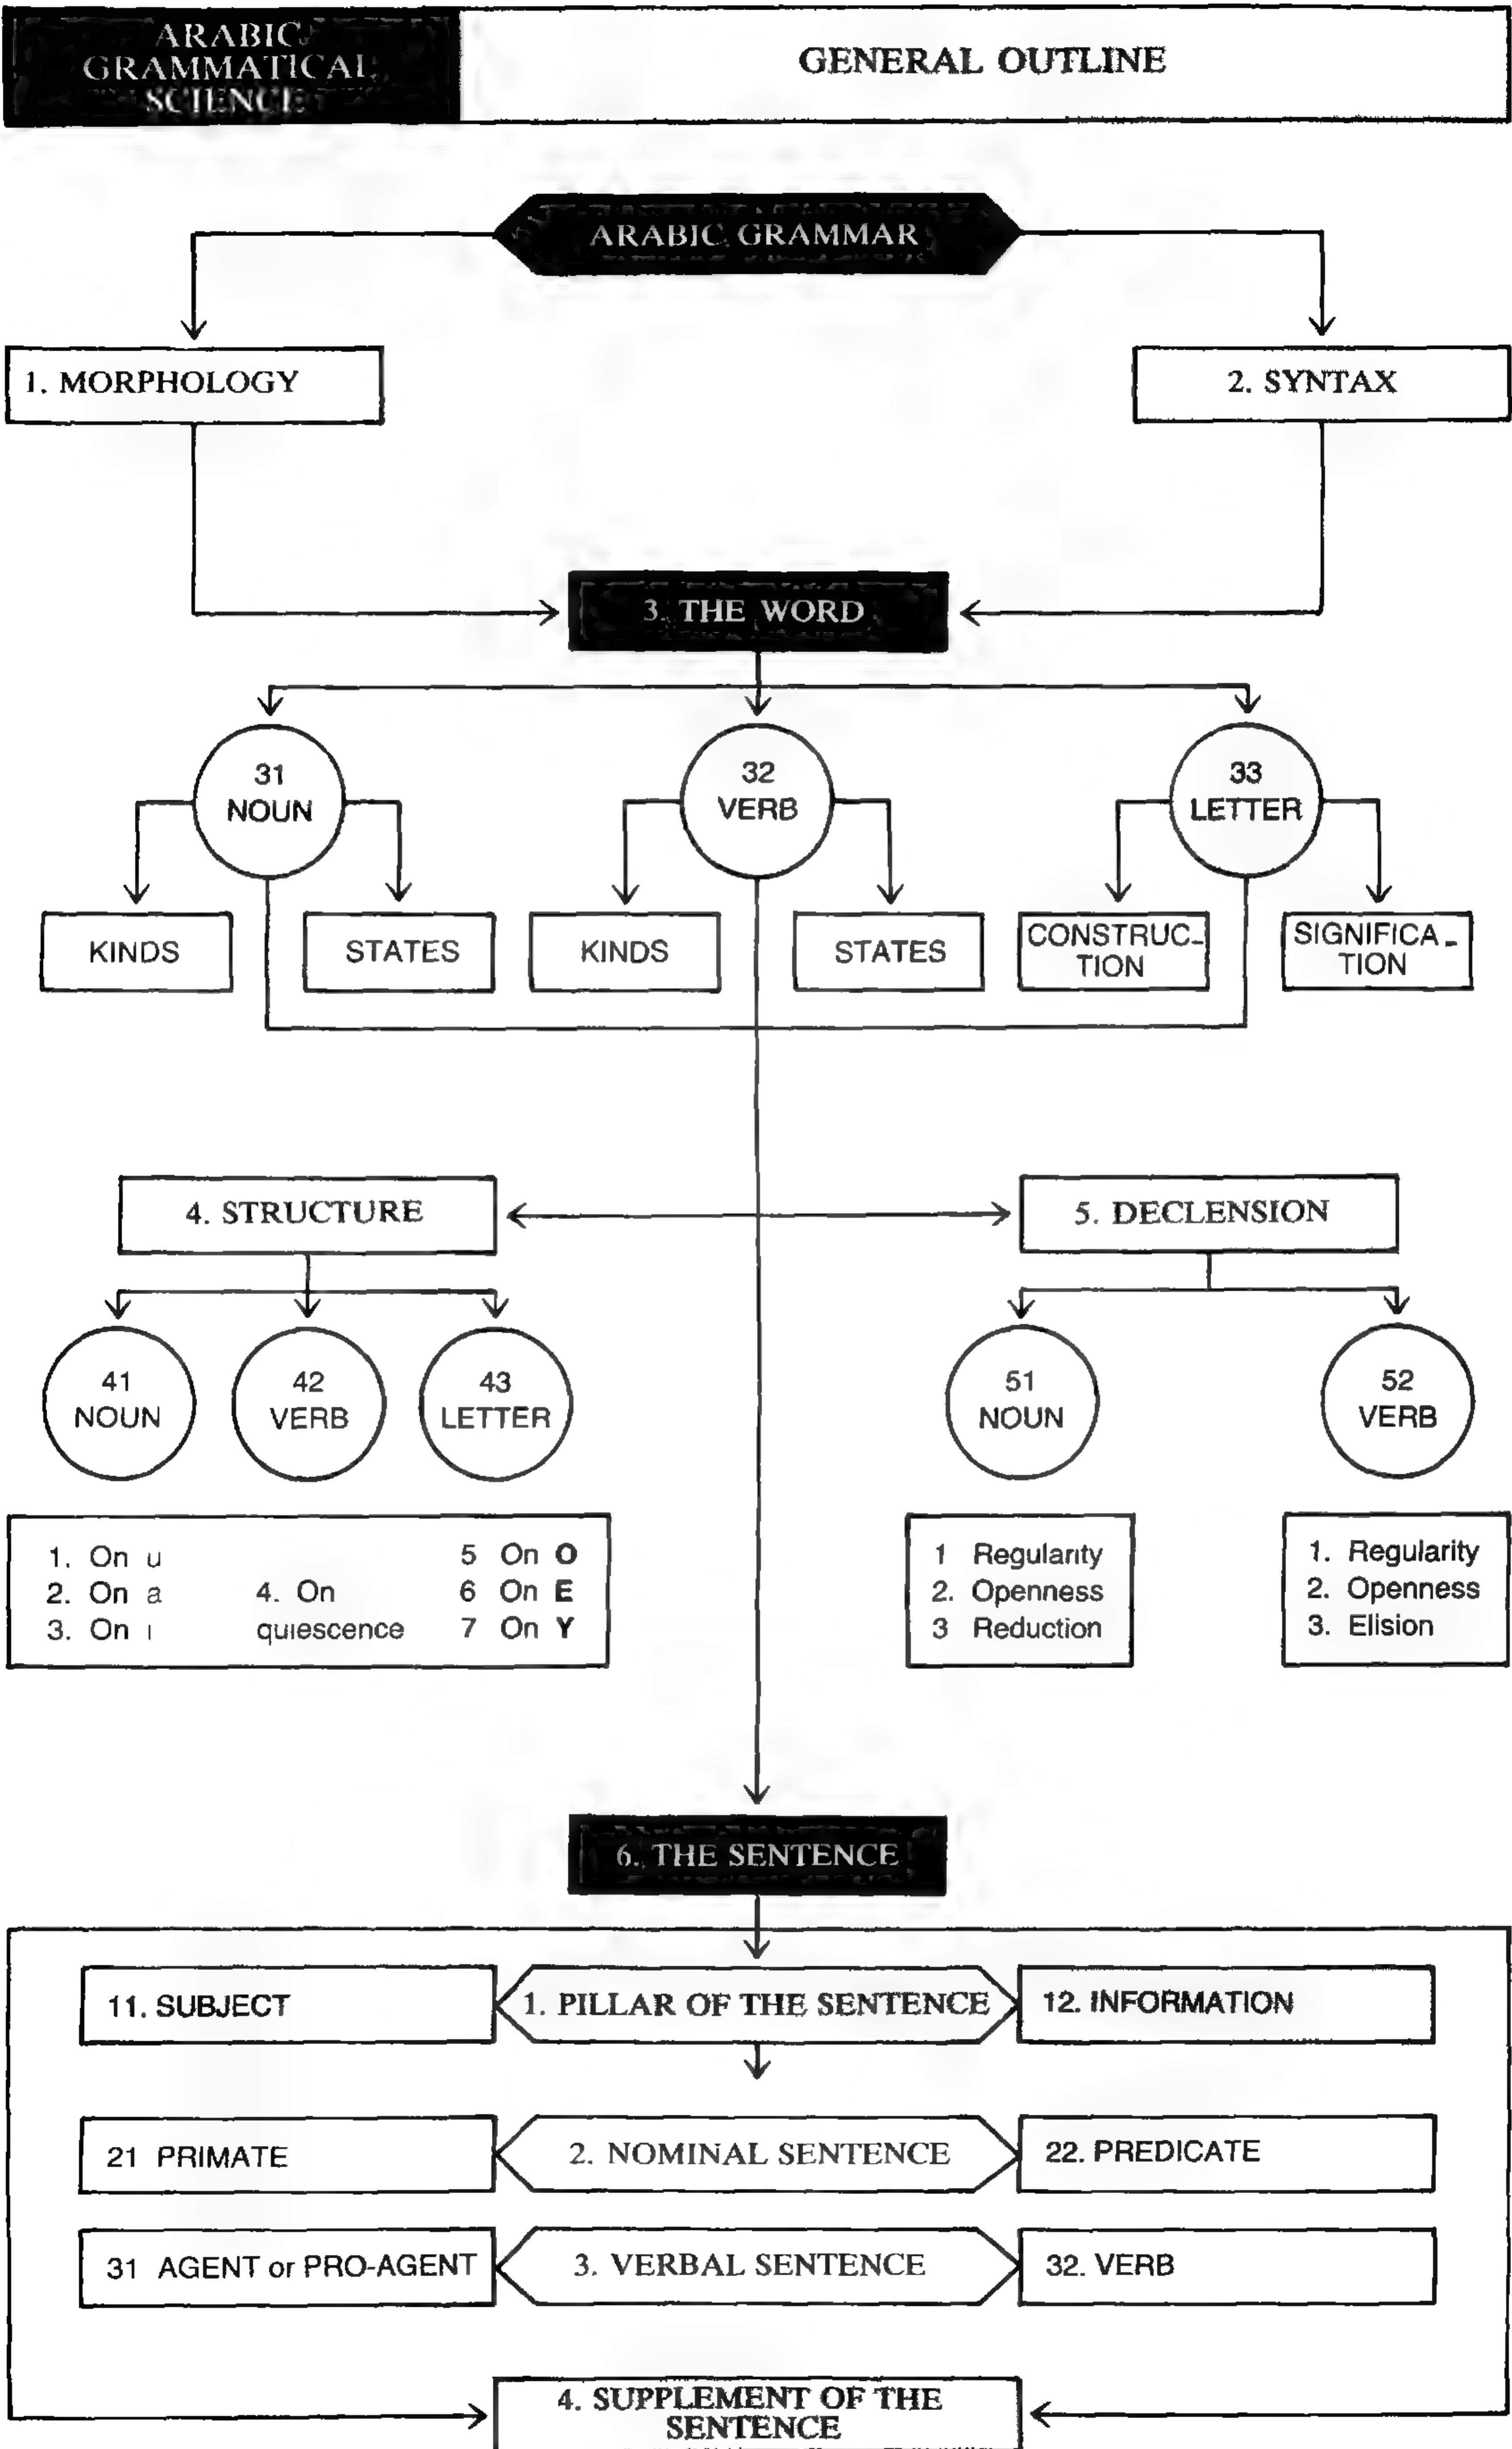 ARABIC
GRAMMATICAL
SCIENCE
GENERAL OUTLINE
ARABIC GRAMMAR
1. MORPHOLOGY
2. SYNTAX
3. THE WORD
31
NOUN
32
VERB
33
LETTER
KINDS
STATES
KINDS
STATES
CONSTRUC-
TION
SIGNIFICA-
TION
4. STRUCTURE
5. DECLENSION
41
NOUN
42
VERB
43
LETTER
51
NOUN
52
VERB
1. On u
2. On a
3. On i
4. On
quiescence
5 On O
6 On E
7 On Y
1 Regularity
2. Openness
3 Reduction
1. Regularity
2. Openness
3. Elision
6. THE SENTENCE
11. SUBJECT
1. PILLAR OF THE SENTENCE
12. INFORMATION
21 PRIMATE
2. NOMINAL SENTENCE
22. PREDICATE
31 AGENT or PRO-AGENT
3. VERBAL SENTENCE
32. VERB
4. SUPPLEMENT OF THE
SENTENCE